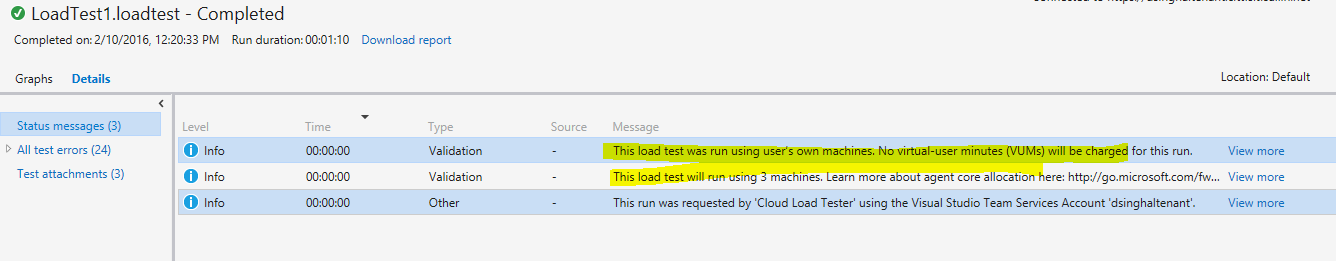 LoadTest1.loadtest - Completed
Completed on: 2/10/2016, 12:20:33 PM Run duration: 00:01:10 Download report
Graphs Details Location: Default
Status messages (3)
All test errors (24)
Test attachments (3)
Level Time Type Source Message
Info 00:00:00 Validation - This load test was run using user's own machines. No virtual-user minutes (VUMs) will be charged for this run. View more
Info 00:00:00 Validation - This load test will run using 3 machines. Learn more about agent core allocation here: http://go.microsoft.com/fw... View more
Info 00:00:00 Other - This run was requested by 'Cloud Load Tester' using the Visual Studio Team Services Account 'dsinghaltenant'. View more